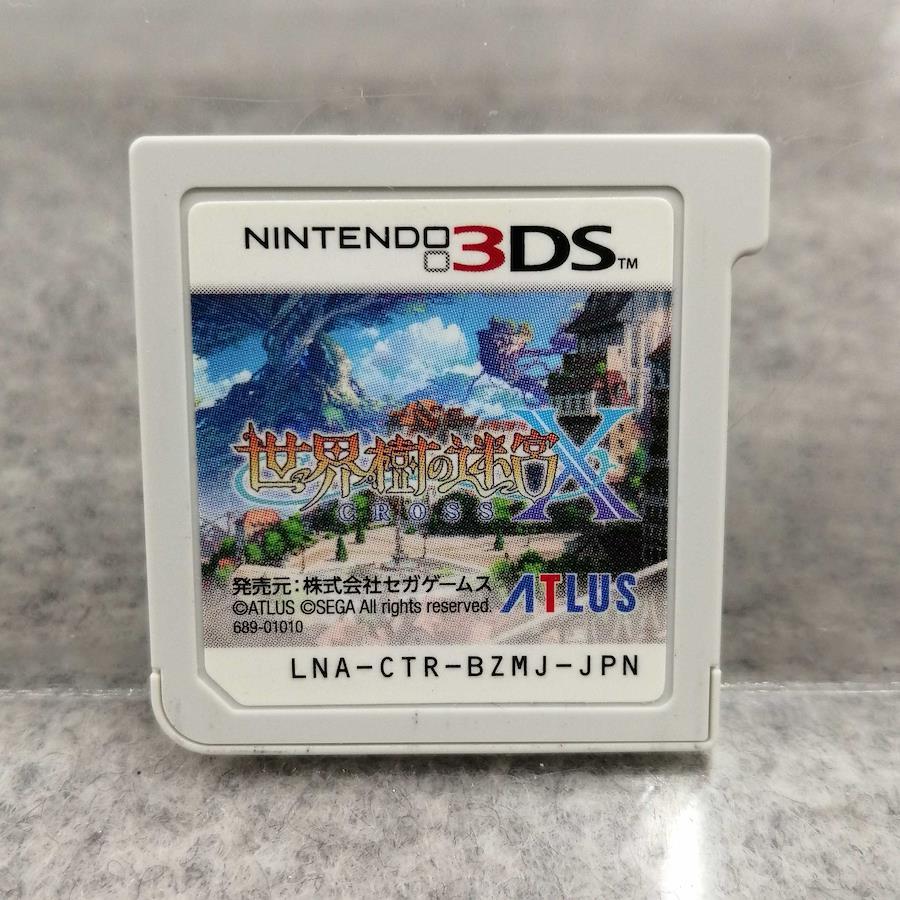 NINTENDO 3DS™
世界樹の迷宮X
CROSS
発売元：株式会社セガゲームス
©ATLUS ©SEGA All rights reserved.
ATLUS
689-01010
LNA-CTR-BZMJ-JPN